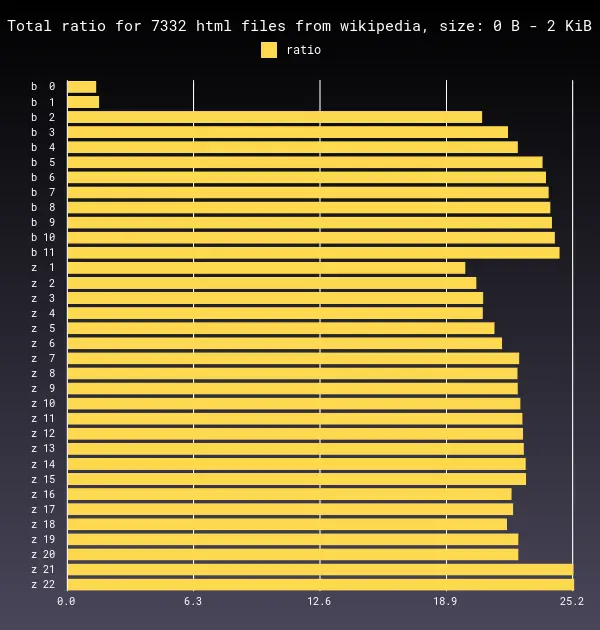 Total ratio for 7332 html files from wikipedia, size: 0 B - 2 KiB
ratio
b 0
b 1
b 2
b 3
b 4
b 5
b 6
b 7
b 8
b 9
b 10
b 11
z 1
z 2
z 3
z 4
z 5
z 6
z 7
z 8
z 9
z 10
z 11
z 12
z 13
z 14
z 15
z 16
z 17
z 18
z 19
z 20
z 21
z 22
0.0 6.3 12.6 18.9 25.2